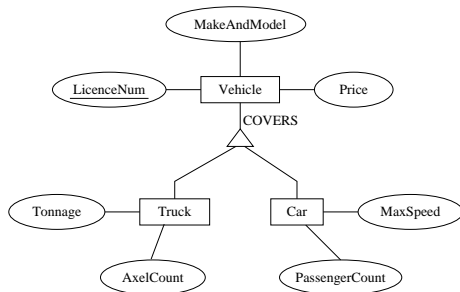 MakeAndModel
LicenceNum
Vehicle
Price
COVERS
Tonnage
Truck
Car
MaxSpeed
AxelCount
PassengerCount